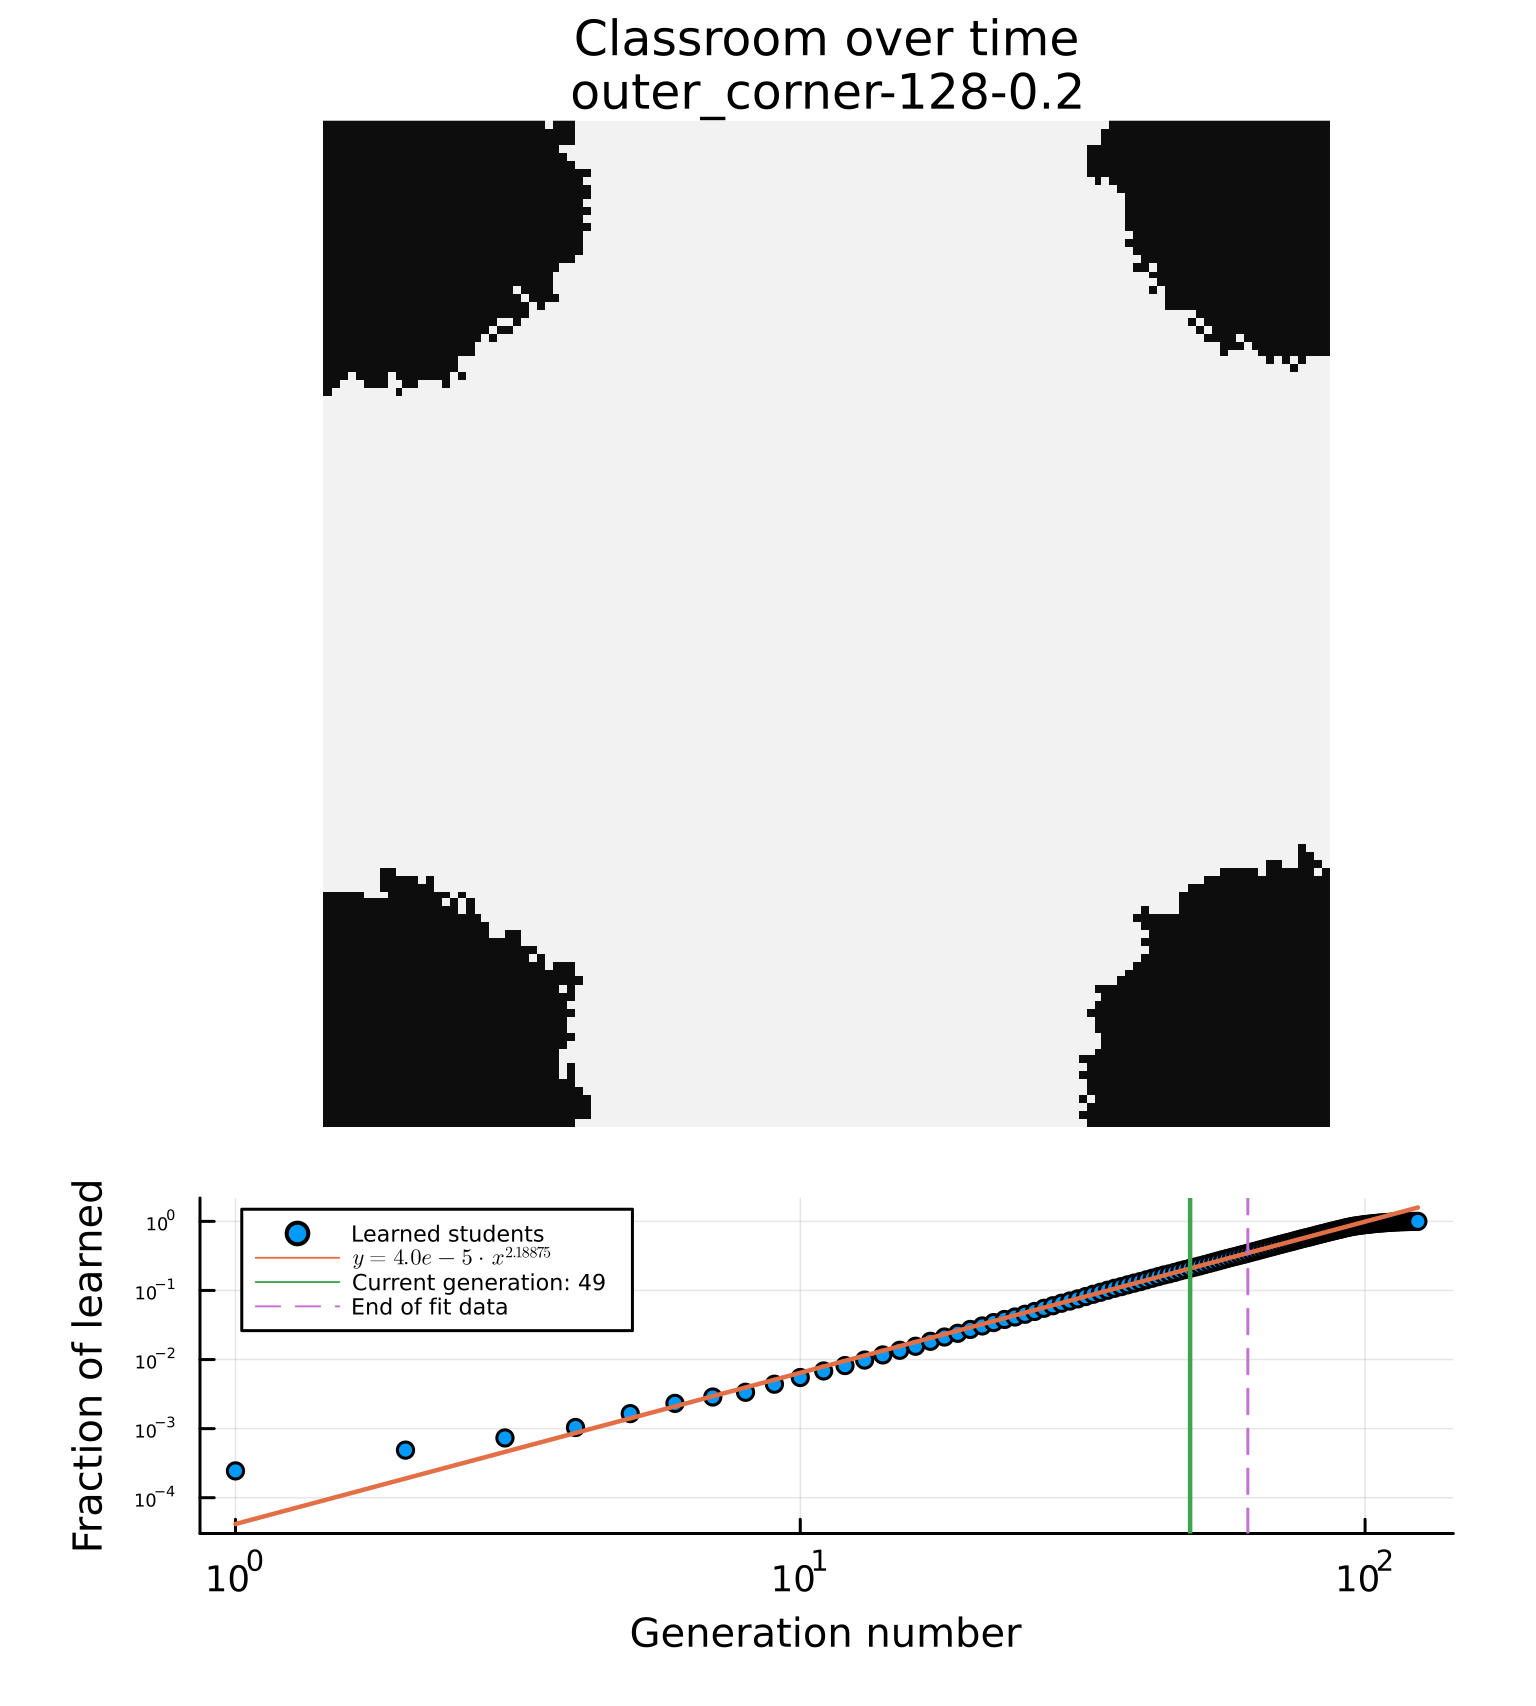 Classroom over time
outer_corner-128-0.2
Fraction of learned
10^0
10^-1
10^-2
10^-3
10^-4
Learned students
y = 4.0e − 5 · x^2.18875
Current generation: 49
End of fit data
10^0
10^1
10^2
Generation number